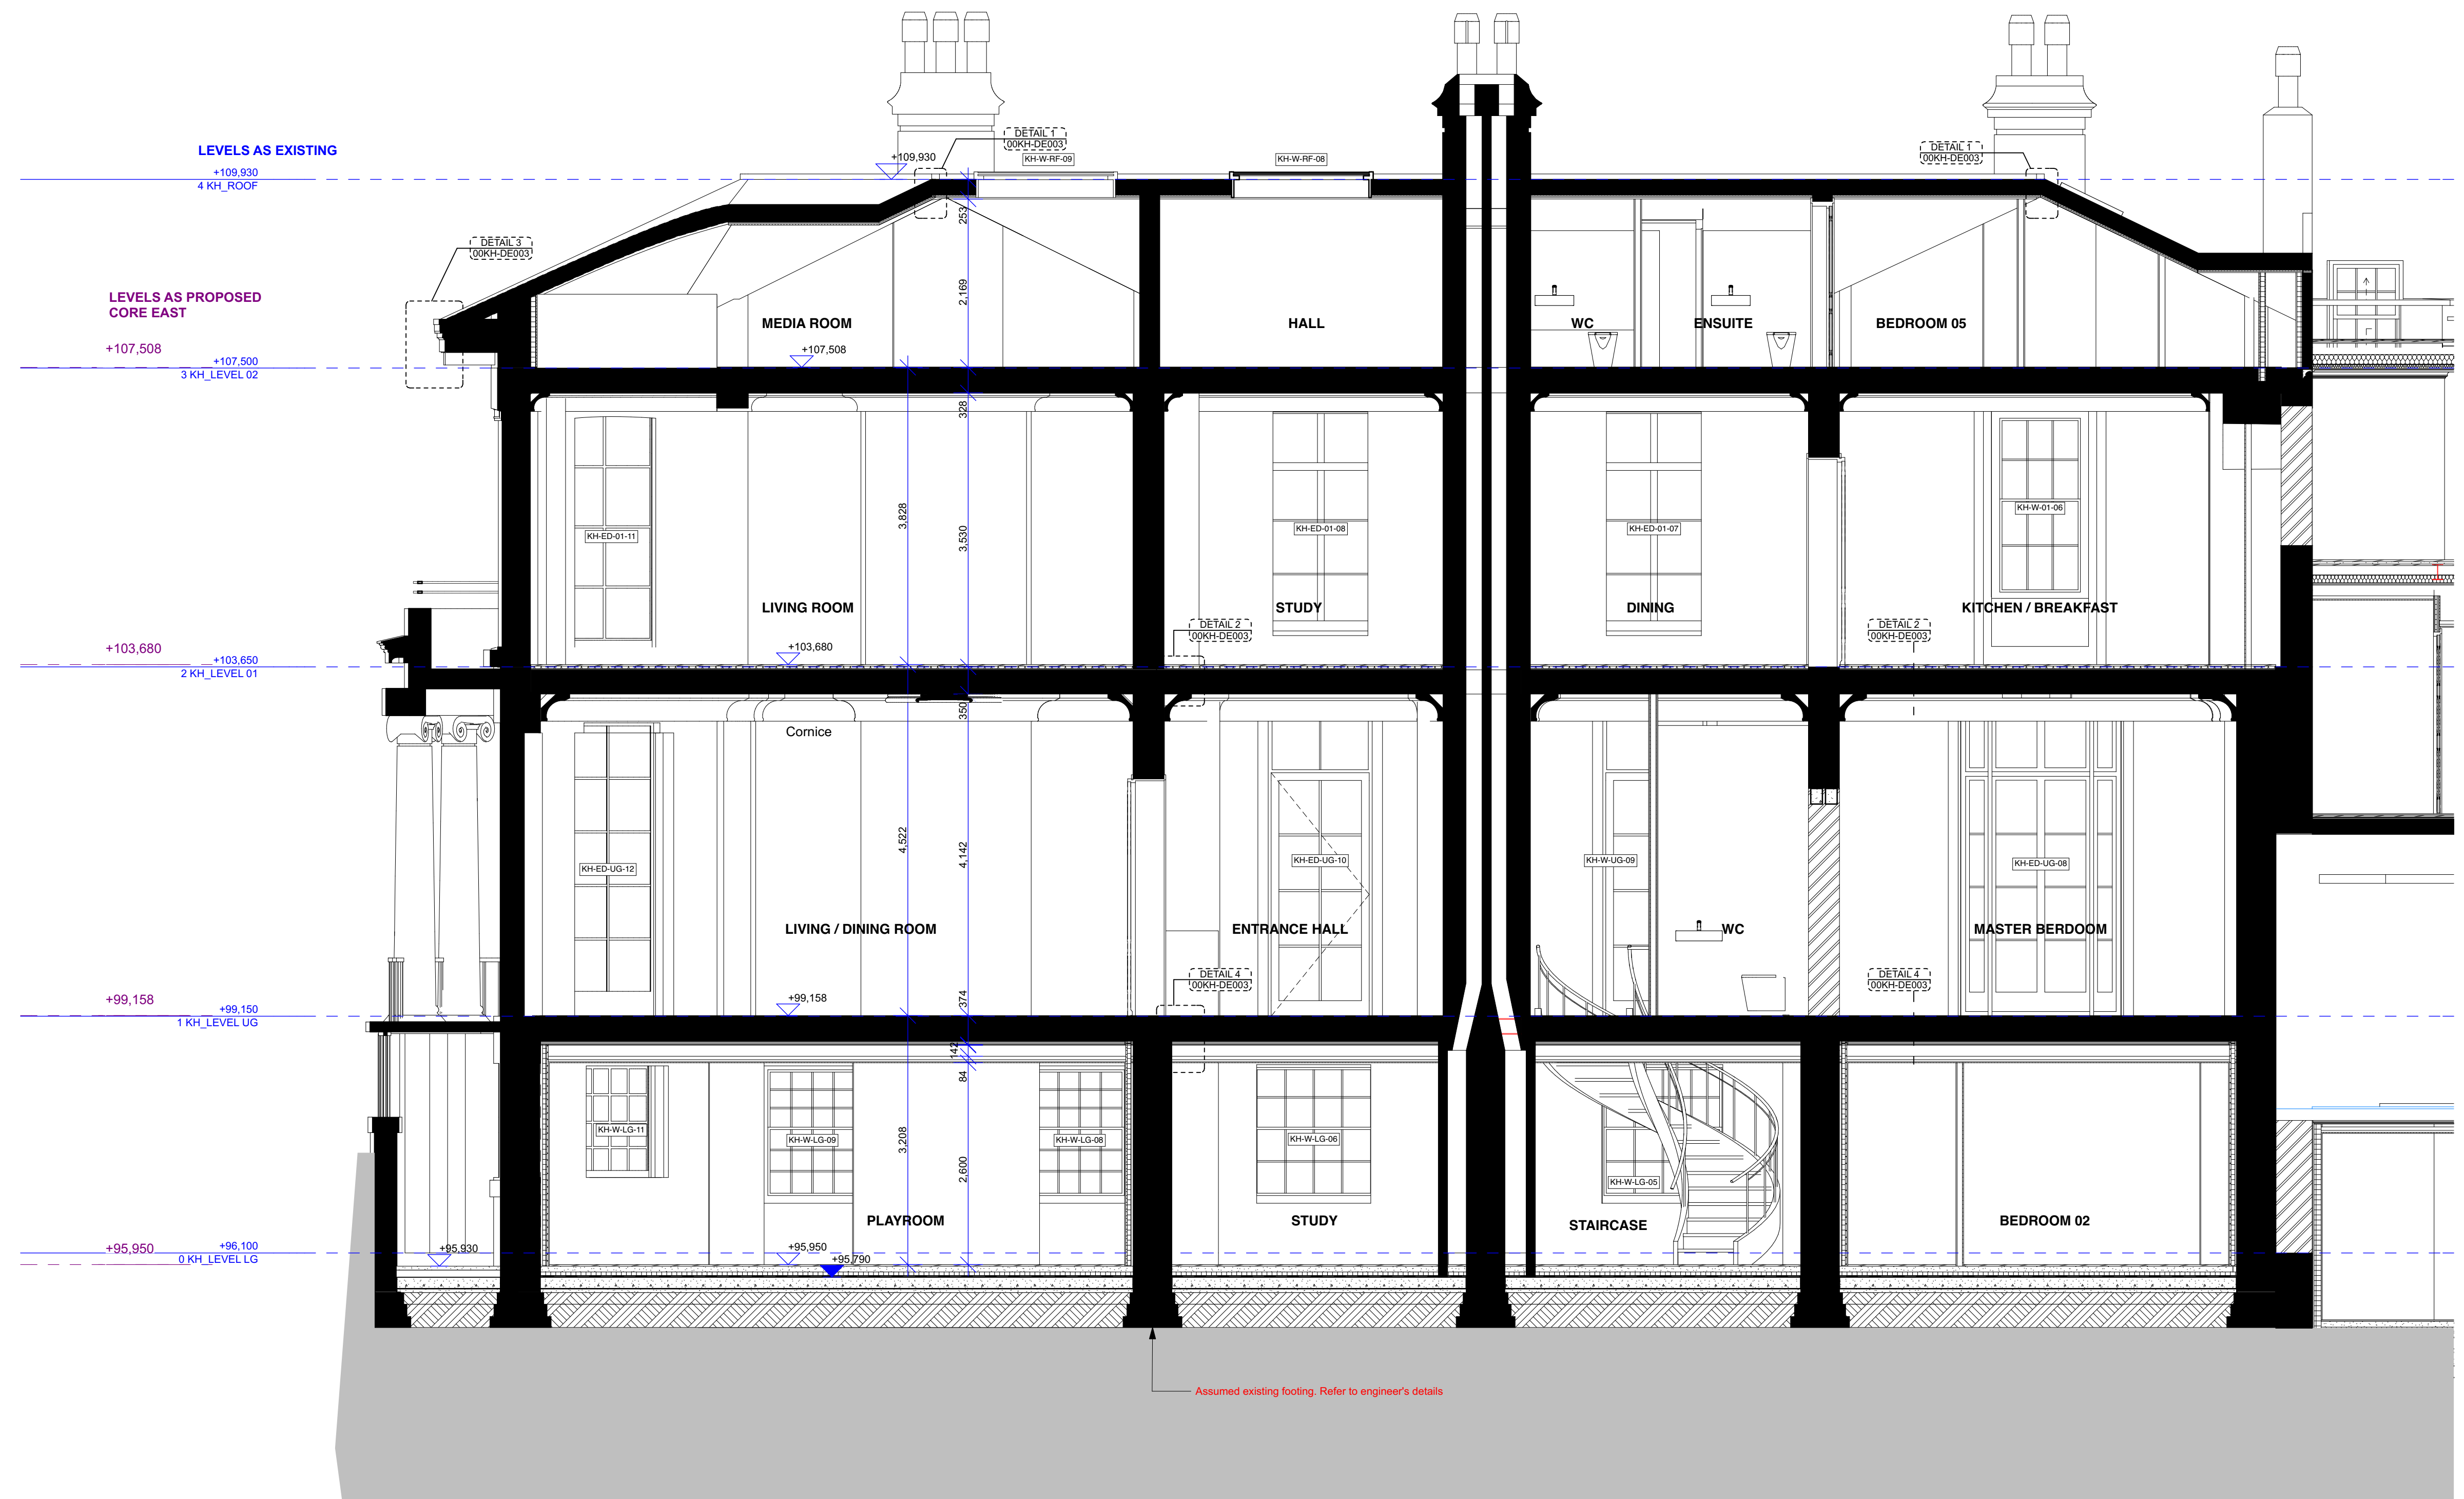 DETAIL 1
00KH-DE003
LEVELS AS EXISTING
+109,930
KH-W-RF-09
KH-W-RF-08
DETAIL 1
00KH-DE003
+109,930
4 KH_ROOF
253
DETAIL 3
00KH-DE003
LEVELS AS PROPOSED
CORE EAST
2,169
MEDIA ROOM
HALL
WC
ENSUITE
BEDROOM 05
+107,508
+107,508
+107,500
3 KH_LEVEL 02
328
3,828
3,530
KH-ED-01-11
KH-ED-01-08
KH-ED-01-07
KH-W-01-06
LIVING ROOM
STUDY
DINING
KITCHEN / BREAKFAST
DETAIL 2
00KH-DE003
DETAIL 2
00KH-DE003
+103,680
+103,680
+103,650
2 KH_LEVEL 01
350
Cornice
4,522
4,142
KH-ED-UG-12
KH-ED-UG-10
KH-W-UG-09
KH-ED-UG-08
LIVING / DINING ROOM
ENTRANCE HALL
WC
MASTER BERDOOM
DETAIL 4
00KH-DE003
DETAIL 4
00KH-DE003
+99,158
+99,158
374
+99,150
1 KH_LEVEL UG
142
84
3,208
2,600
KH-W-LG-11
KH-W-LG-09
KH-W-LG-08
KH-W-LG-06
KH-W-LG-05
PLAYROOM
STUDY
STAIRCASE
BEDROOM 02
+95,950
+96,100
0 KH_LEVEL LG
+95,930
+95,950
+95,790
Assumed existing footing. Refer to engineer's details